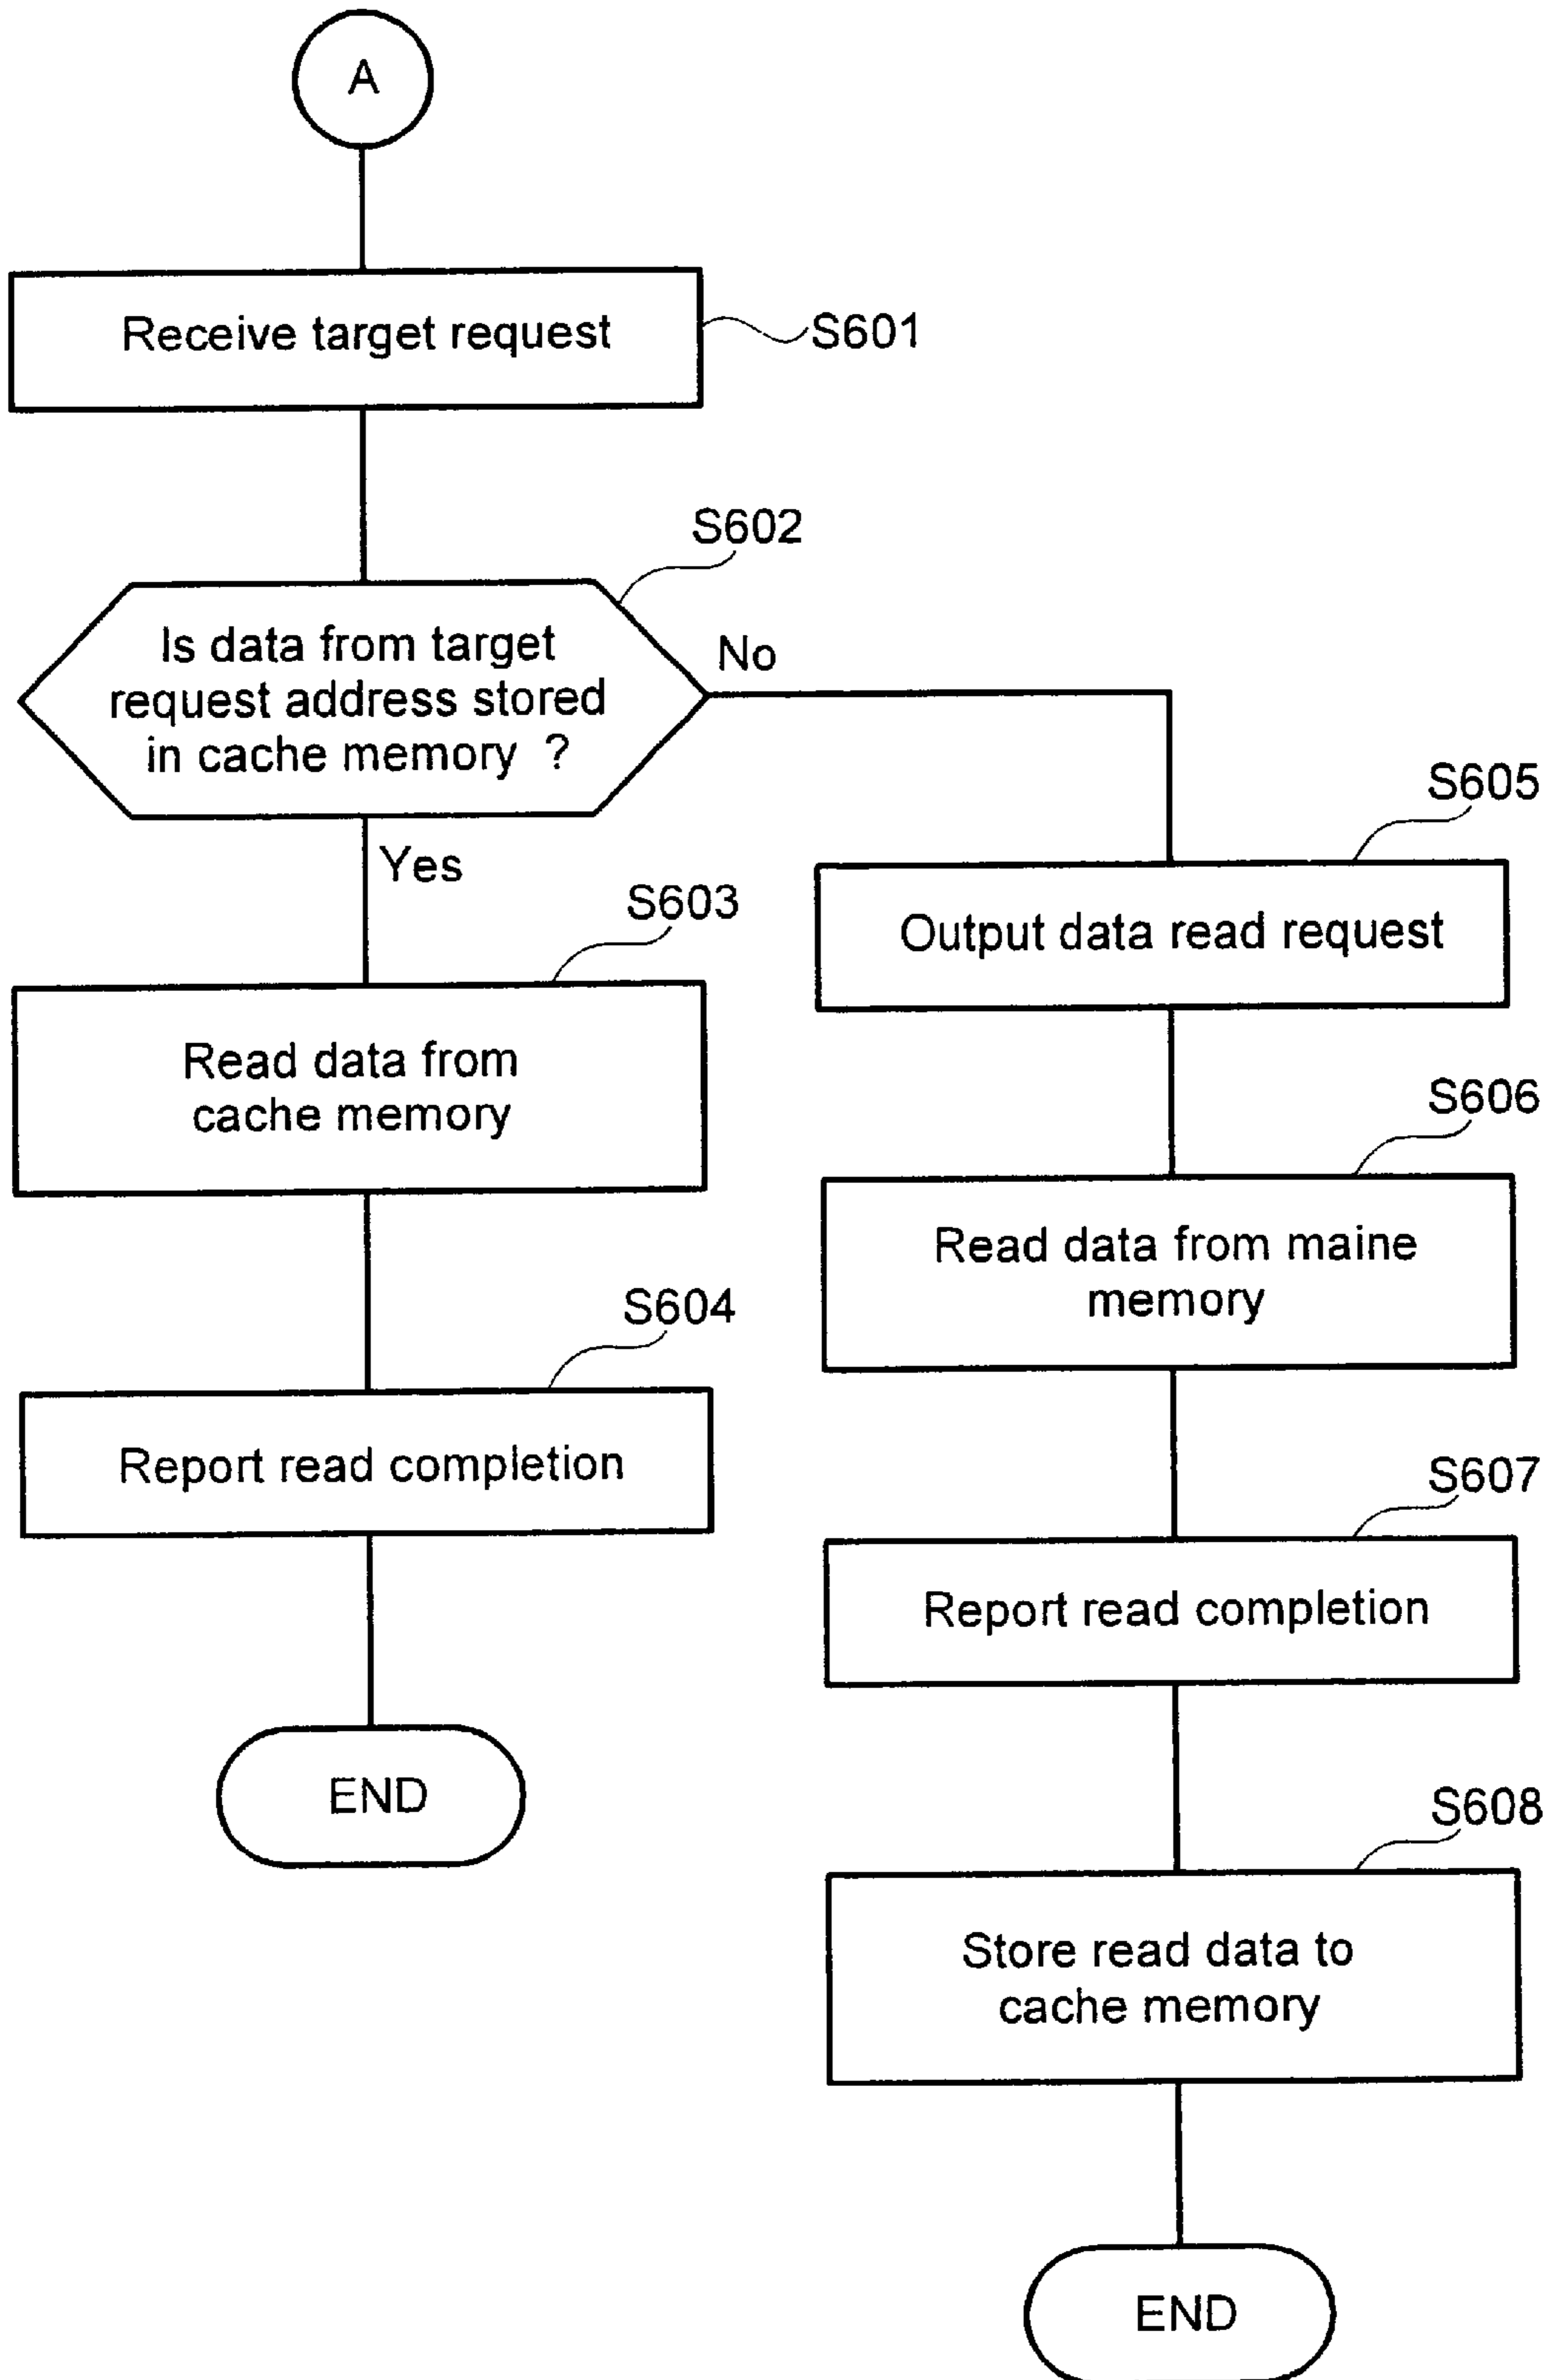 A
Receive target request
S601
S602
Is data from target
request address stored
in cache memory ?
No
Yes
S603
Read data from
cache memory
S604
Report read completion
END
S605
Output data read request
S606
Read data from maine
memory
S607
Report read completion
S608
Store read data to
cache memory
END